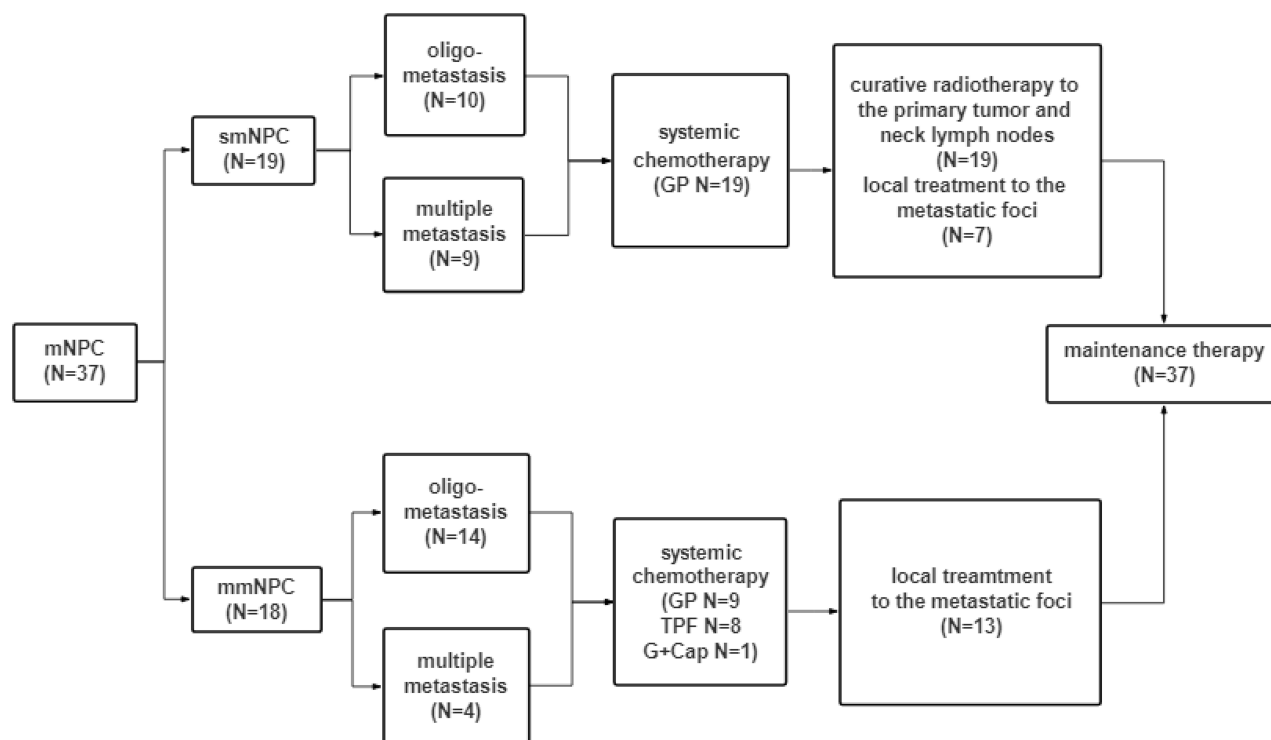 mNPC
(N=37)
smNPC
(N=19)
oligo-
metastasis
(N=10)
multiple
metastasis
(N=9)
systemic
chemotherapy
(GP N=19)
curative radiotherapy to
the primary tumor and
neck lymph nodes
(N=19)
local treatment to the
metastatic foci
(N=7)
maintenance therapy
(N=37)
mmNPC
(N=18)
oligo-
metastasis
(N=14)
multiple
metastasis
(N=4)
systemic
chemotherapy
(GP N=9
TPF N=8
G+Cap N=1)
local treamtment
to the metastatic foci
(N=13)